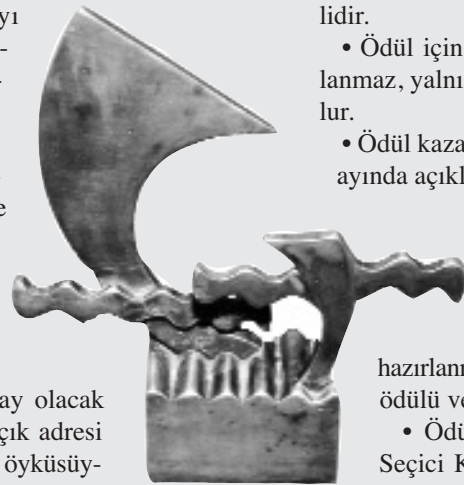 yı
-
-
-
e
ay olacak
çık adresi
öyküsüy-
lidir.
• Ödül için
lanmaz, yalnı
lur.
• Ödül kaza
ayında açıkl
hazırlanı
ödülü ve
• Ödü
Seçici K